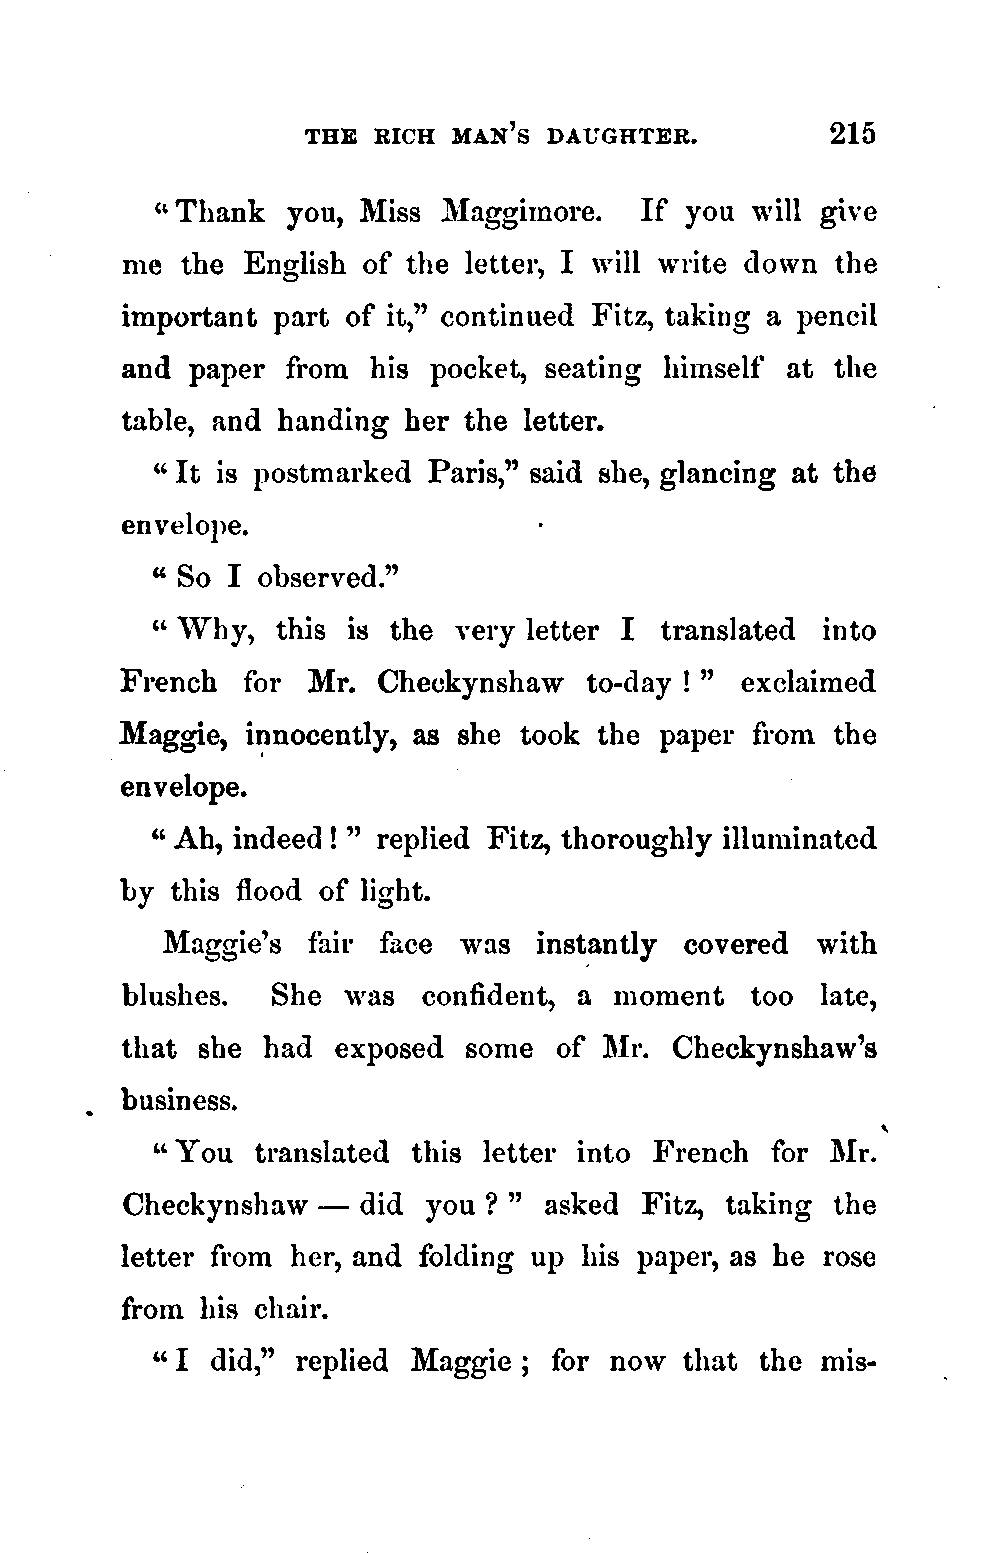 THE RICH MAN'S DAUGHTER. 215
“Thank you, Miss Maggimore. If you will give
me the English of the letter, I will write down the
important part of it,” continued Fitz, taking a pencil
and paper from his pocket, seating himself at the
table, and handing her the letter.
“It is postmarked Paris,” said she, glancing at the
envelope.
“So I observed.”
“Why, this is the very letter I translated into
French for Mr. Checkynshaw to-day!” exclaimed
Maggie, innocently, as she took the paper from the
envelope.
“Ah, indeed!” replied Fitz, thoroughly illuminated
by this flood of light.
Maggie's fair face was instantly covered with
blushes. She was confident, a moment too late,
that she had exposed some of Mr. Checkynshaw's
business.
“You translated this letter into French for Mr.
Checkynshaw — did you?” asked Fitz, taking the
letter from her, and folding up his paper, as he rose
from his chair.
“I did,” replied Maggie; for now that the mis-